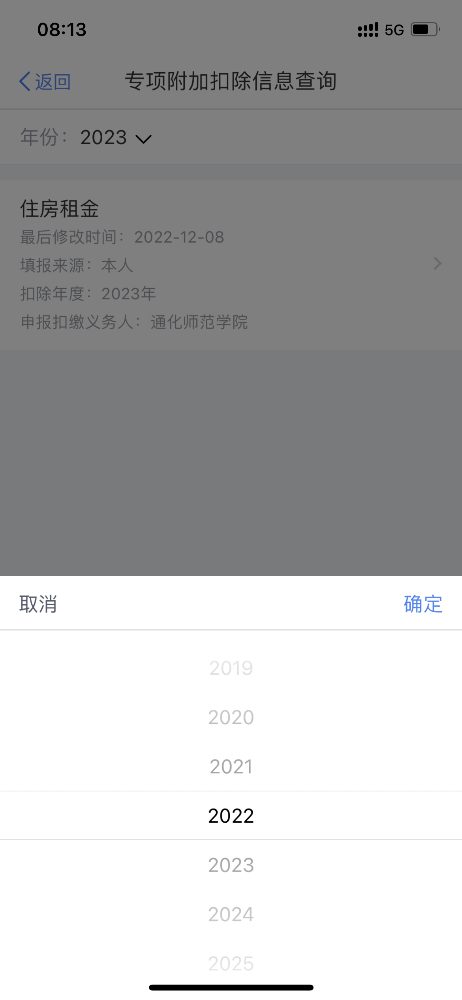 08:13
5G
返回
专项附加扣除信息查询
年份： 2023
住房租金
最后修改时间： 2022-12-08
填报来源： 本人
扣除年度： 2023年
申报扣缴义务人： 通化师范学院
取消
确定
2019
2020
2021
2022
2023
2024
2025